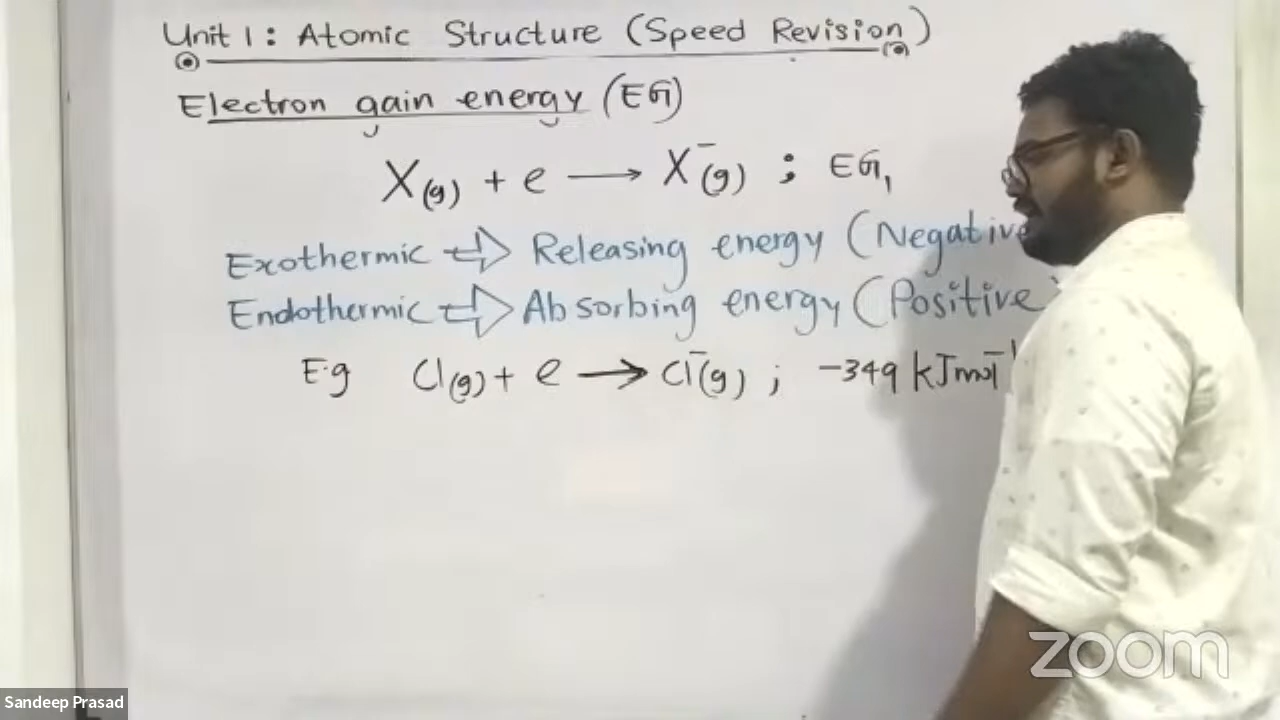 Unit 1: Atomic Structure (Speed Revision)
Electron gain energy (EG)
X(g) + e ⟶ X⁻(g) ; EG₁
Exothermic ⇨ Releasing energy (Negative
Endothermic ⇨ Absorbing energy (Positive)
E.g Cl(g) + e ⟶ Cl⁻(g) ; -349 kJmol⁻¹
zoom
Sandeep Prasad